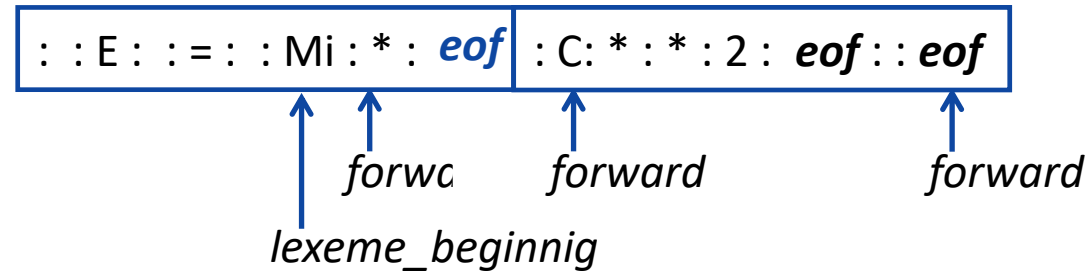 : : E : : = : : Mi : * : eof : C: * : * : 2 : eof : : eof
forwa forward forward
lexeme_beginnig